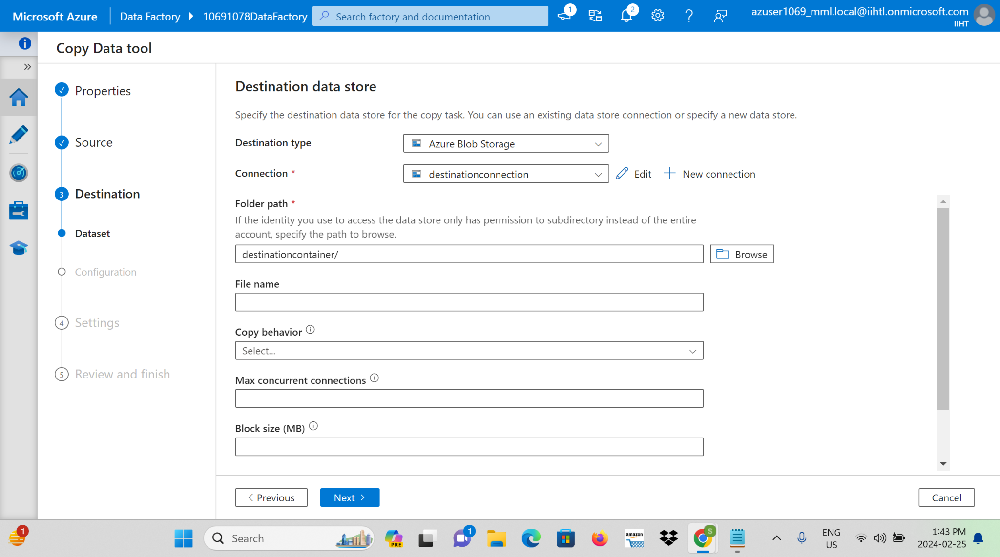 Microsoft Azure
Data Factory
10691078DataFactory
Search factory and documentation
1
2
azuser1069_mml.local@iihtl.onmicrosoft.com
IIHT
Copy Data tool
Properties
Source
3 Destination
Dataset
Configuration
4 Settings
5 Review and finish
Destination data store
Specify the destination data store for the copy task. You can use an existing data store connection or specify a new data store.
Destination type
Azure Blob Storage
Connection *
destinationconnection
Edit
New connection
Folder path *
If the identity you use to access the data store only has permission to subdirectory instead of the entire
account, specify the path to browse.
destinationcontainer/
Browse
File name
Copy behavior
Select...
Max concurrent connections
Block size (MB)
Previous
Next
Cancel
1
Search
PRE
1
amazon
S
ENG
US
1:43 PM
2024-02-25